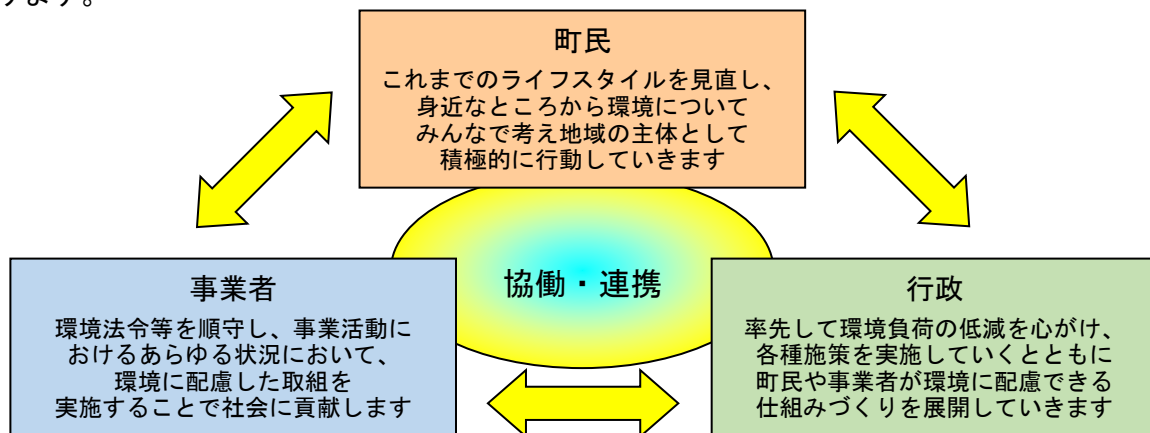 ります。
町民
これまでのライフスタイルを見直し、
身近なところから環境について
みんなで考え地域の主体として
積極的に行動していきます
協働・連携
事業者
環境法令等を順守し、事業活動に
おけるあらゆる状況において、
環境に配慮した取組を
実施することで社会に貢献します
行政
率先して環境負荷の低減を心がけ、
各種施策を実施していくとともに
町民や事業者が環境に配慮できる
仕組みづくりを展開していきます